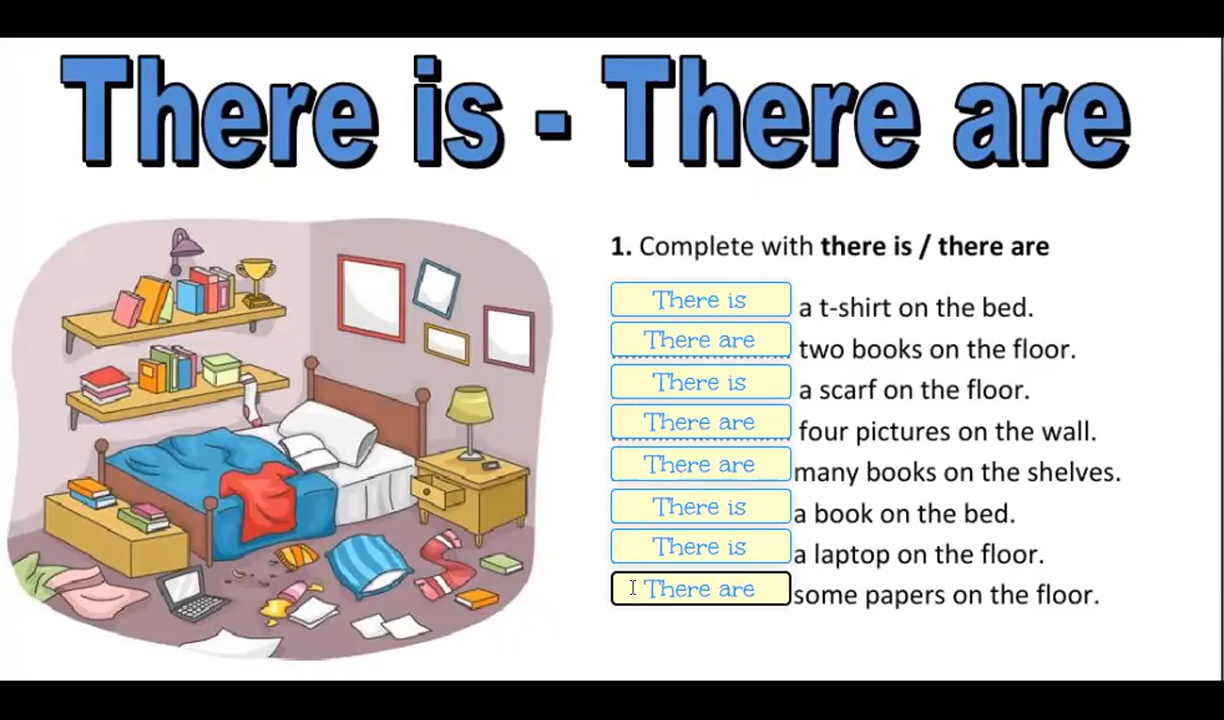 There is - There are
1. Complete with there is / there are
There is a t-shirt on the bed.
There are two books on the floor.
There is a scarf on the floor.
There are four pictures on the wall.
There are many books on the shelves.
There is a book on the bed.
There is a laptop on the floor.
There are some papers on the floor.